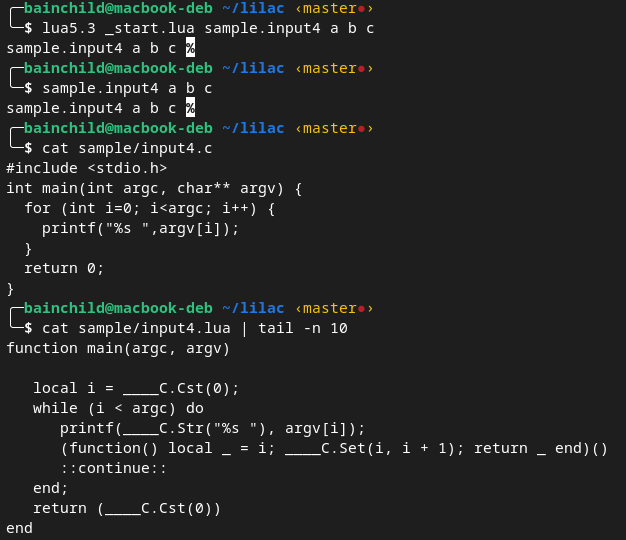 ╭─bainchild@macbook-deb ~/lilac ‹master●›
╰─$ lua5.3 _start.lua sample.input4 a b c
sample.input4 a b c %
╭─bainchild@macbook-deb ~/lilac ‹master●›
╰─$ sample.input4 a b c
sample.input4 a b c %
╭─bainchild@macbook-deb ~/lilac ‹master●›
╰─$ cat sample/input4.c
#include <stdio.h>
int main(int argc, char** argv) {
  for (int i=0; i<argc; i++) {
    printf("%s ",argv[i]);
  }
  return 0;
}
╭─bainchild@macbook-deb ~/lilac ‹master●›
╰─$ cat sample/input4.lua | tail -n 10
function main(argc, argv)

   local i = ____C.Cst(0);
   while (i < argc) do
      printf(____C.Str("%s "), argv[i]);
      (function() local _ = i; ____C.Set(i, i + 1); return _ end)()
      ::continue::
   end;
   return (____C.Cst(0))
end